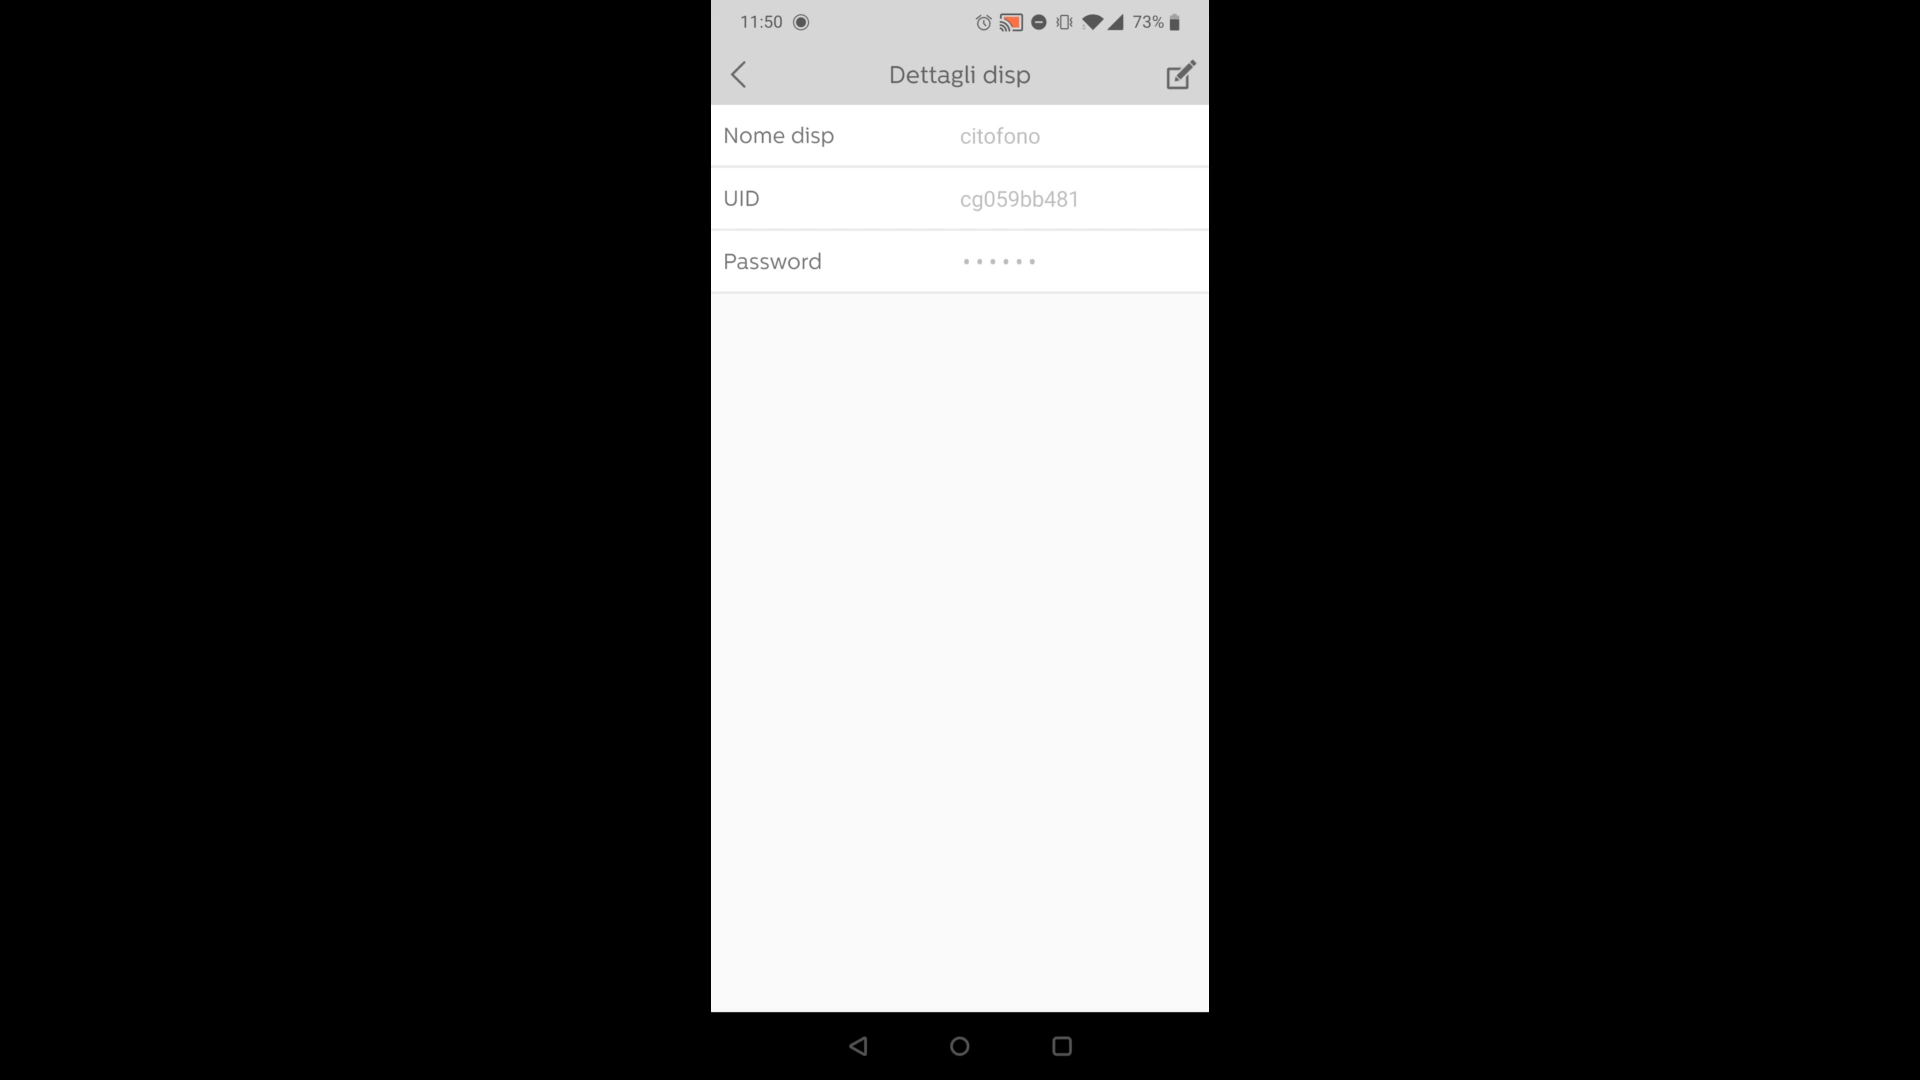 11:50 73%
Dettagli disp
Nome disp citofono
UID cg059bb481
Password ••••••